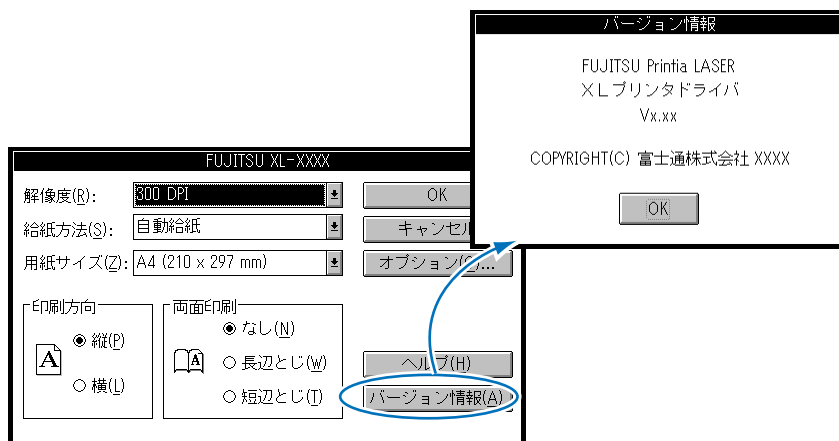 バージョン情報
FUJITSU Printia LASER
XLプリンタドライバ
Vx.xx
COPYRIGHT(C) 富士通株式会社 XXXX
OK
FUJITSU XL-XXXX
解像度(R): 300 DPI OK
給紙方法(S): 自動給紙 キャンセル
用紙サイズ(Z): A4 (210 x 297 mm) オプション(O)...
印刷方向 両面印刷
縦(P) なし(N)
A A 長辺とじ(W) ヘルプ(H)
横(L) 短辺とじ(T) バージョン情報(A)